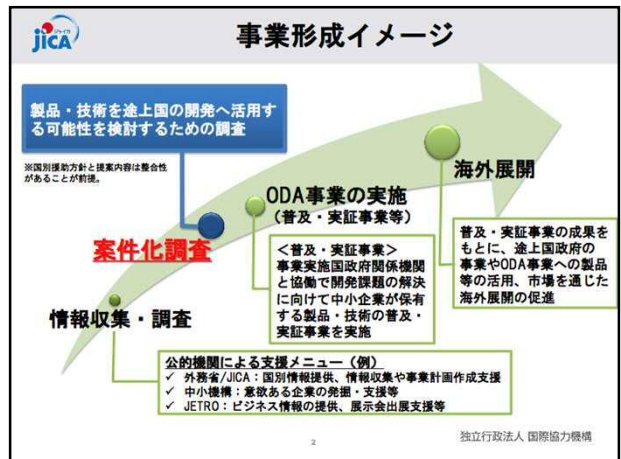 ジャイカ
JICA
事業形成イメージ
製品・技術を途上国の開発へ活用す
る可能性を検討するための調査
※国別援助方針と提案内容は整合性
があることが前提。
案件化調査
情報収集・調査
ODA事業の実施
(普及・実証事業等)
<普及・実証事業>
事業実施国政府関係機関
と協働で開発課題の解決
に向けて中小企業が保有
する製品・技術の普及・
実証事業を実施
海外展開
普及・実証事業の成果を
もとに、途上国政府の
事業やODA事業への製品
等の活用、市場を通じた
海外展開の促進
公的機関による支援メニュー(例)
✓ 外務省/JICA:国別情報提供、情報収集や事業計画作成支援
✓ 中小機構:意欲ある企業の発掘・支援等
✓ JETRO:ビジネス情報の提供、展示会出展支援等
2
独立行政法人 国際協力機構